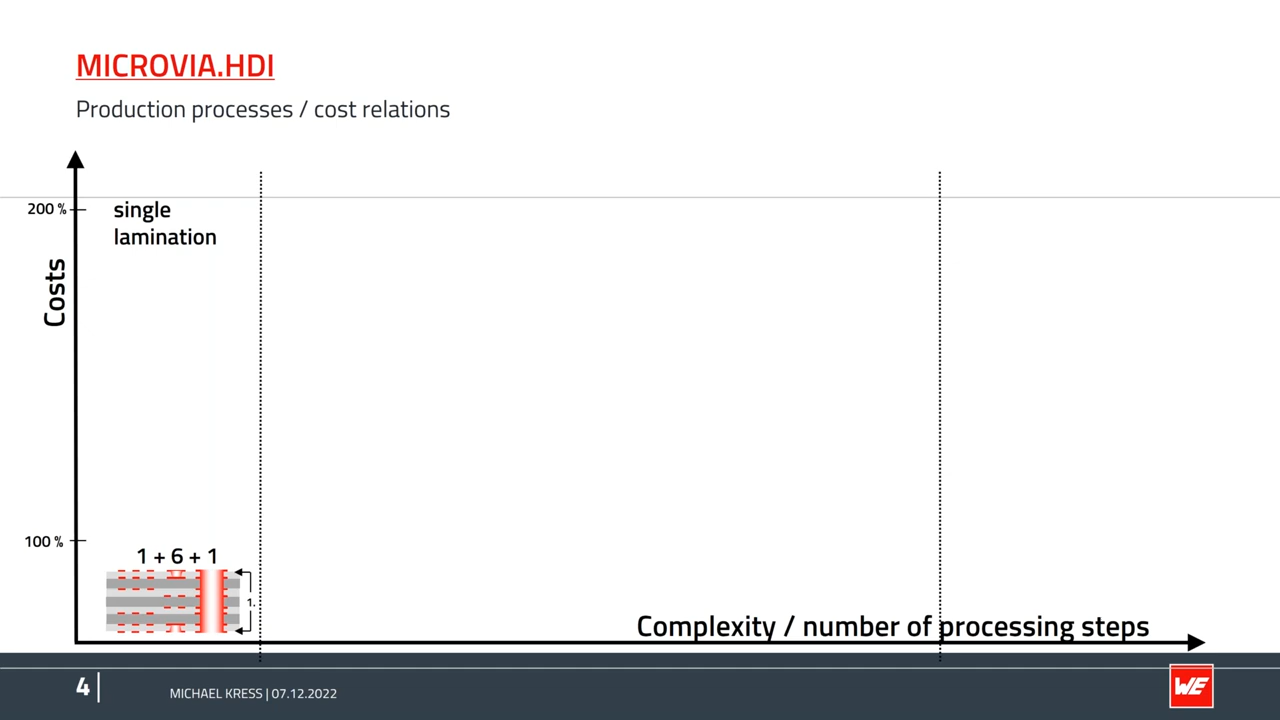 MICROVIA.HDI
Production processes / cost relations
200 %
single
lamination
Costs
100 %
1 + 6 + 1
1.
Complexity / number of processing steps
4
MICHAEL KRESS | 07.12.2022
WE